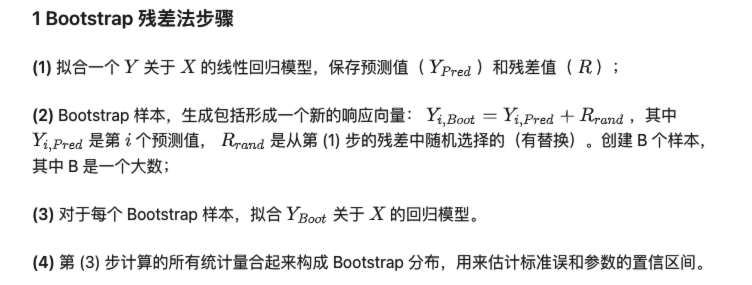 1 Bootstrap 残差法步骤
(1) 拟合一个 Y 关于 X 的线性回归模型，保存预测值（ Y_{Pred} ）和残差值（ R ）；
(2) Bootstrap 样本，生成包括形成一个新的响应向量： Y_{i,Boot} = Y_{i,Pred} + R_{rand} ，其中
Y_{i,Pred} 是第 i 个预测值， R_{rand} 是从第 (1) 步的残差中随机选择的（有替换）。创建 B 个样本，
其中 B 是一个大数；
(3) 对于每个 Bootstrap 样本，拟合 Y_{Boot} 关于 X 的回归模型。
(4) 第 (3) 步计算的所有统计量合起来构成 Bootstrap 分布，用来估计标准误和参数的置信区间。